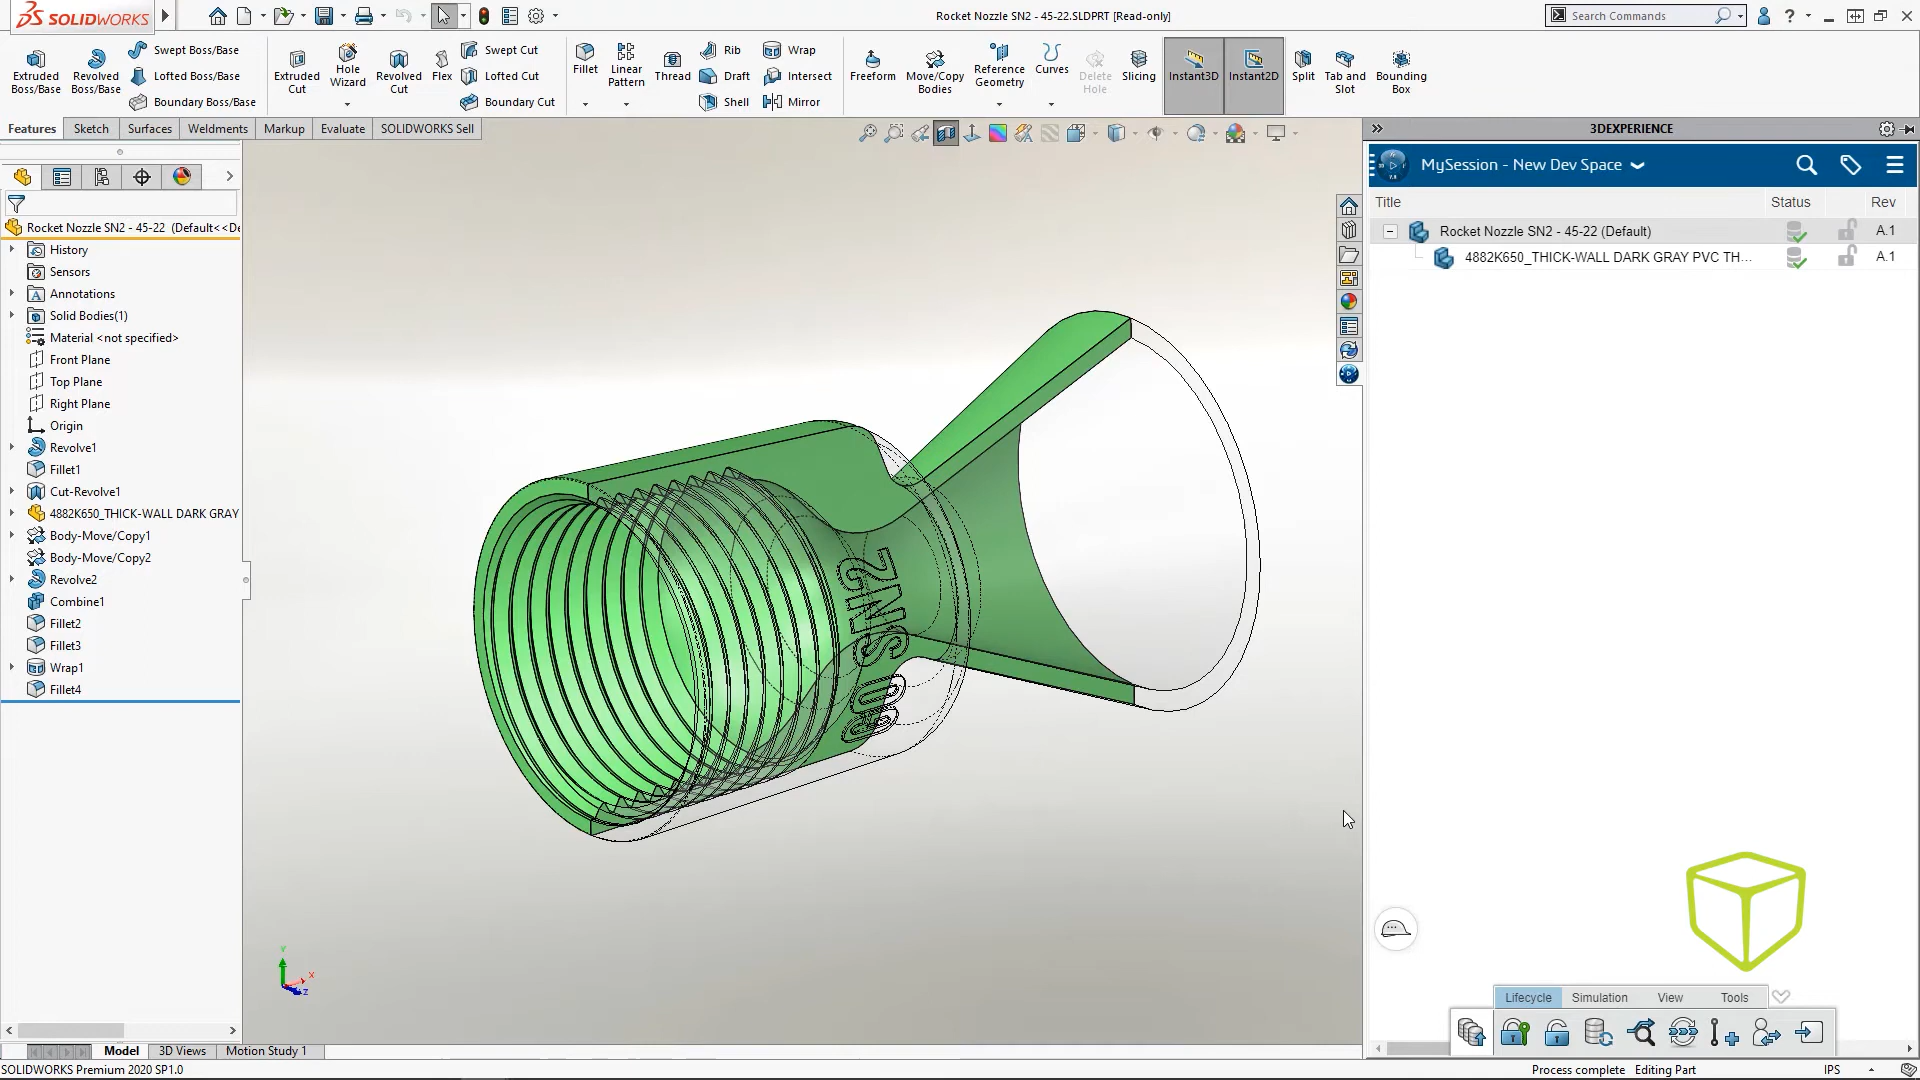 SOLIDWORKS
Rocket Nozzle SN2 - 45-22.SLDPRT [Read-only]
Search Commands
?
Extruded Boss/Base
Revolved Boss/Base
Swept Boss/Base
Lofted Boss/Base
Boundary Boss/Base
Extruded Cut
Hole Wizard
Revolved Cut
Flex
Swept Cut
Lofted Cut
Boundary Cut
Fillet
Linear Pattern
Thread
Rib
Draft
Shell
Wrap
Intersect
Mirror
Freeform
Move/Copy Bodies
Reference Geometry
Curves
Delete Hole
Slicing
Instant3D
Instant2D
Split
Tab and Slot
Bounding Box
Features
Sketch
Surfaces
Weldments
Markup
Evaluate
SOLIDWORKS Sell
Rocket Nozzle SN2 - 45-22 (Default<<De
History
Sensors
Annotations
Solid Bodies(1)
Material <not specified>
Front Plane
Top Plane
Right Plane
Origin
Revolve1
Fillet1
Cut-Revolve1
4882K650_THICK-WALL DARK GRAY
Body-Move/Copy1
Body-Move/Copy2
Revolve2
Combine1
Fillet2
Fillet3
Wrap1
Fillet4
Y
X
Z
3DEXPERIENCE
MySession - New Dev Space
Title
Status
Rev
Rocket Nozzle SN2 - 45-22 (Default)
A.1
4882K650_THICK-WALL DARK GRAY PVC TH...
A.1
Lifecycle
Simulation
View
Tools
Model
3D Views
Motion Study 1
SOLIDWORKS Premium 2020 SP1.0
Process complete
Editing Part
IPS